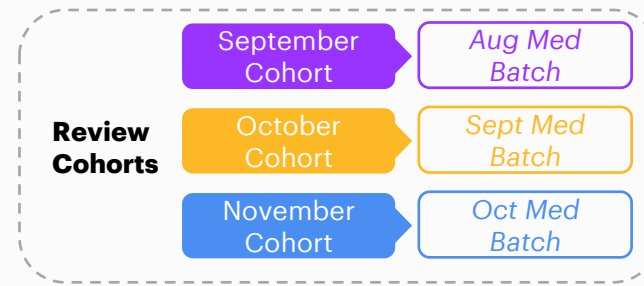 September
Cohort
Aug Med
Batch
Review
Cohorts
October
Cohort
Sept Med
Batch
November
Cohort
Oct Med
Batch